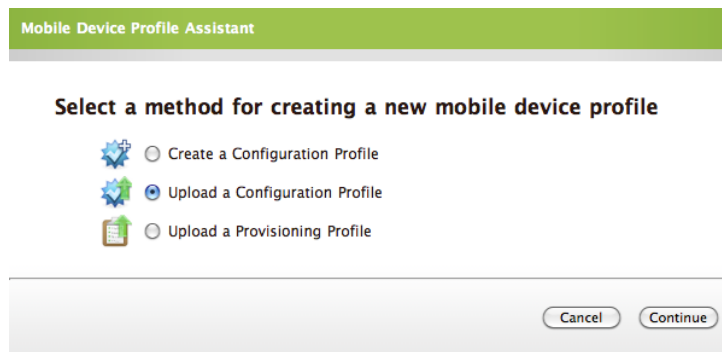 Mobile Device Profile Assistant
Select a method for creating a new mobile device profile
Create a Configuration Profile
Upload a Configuration Profile
Upload a Provisioning Profile
Cancel Continue